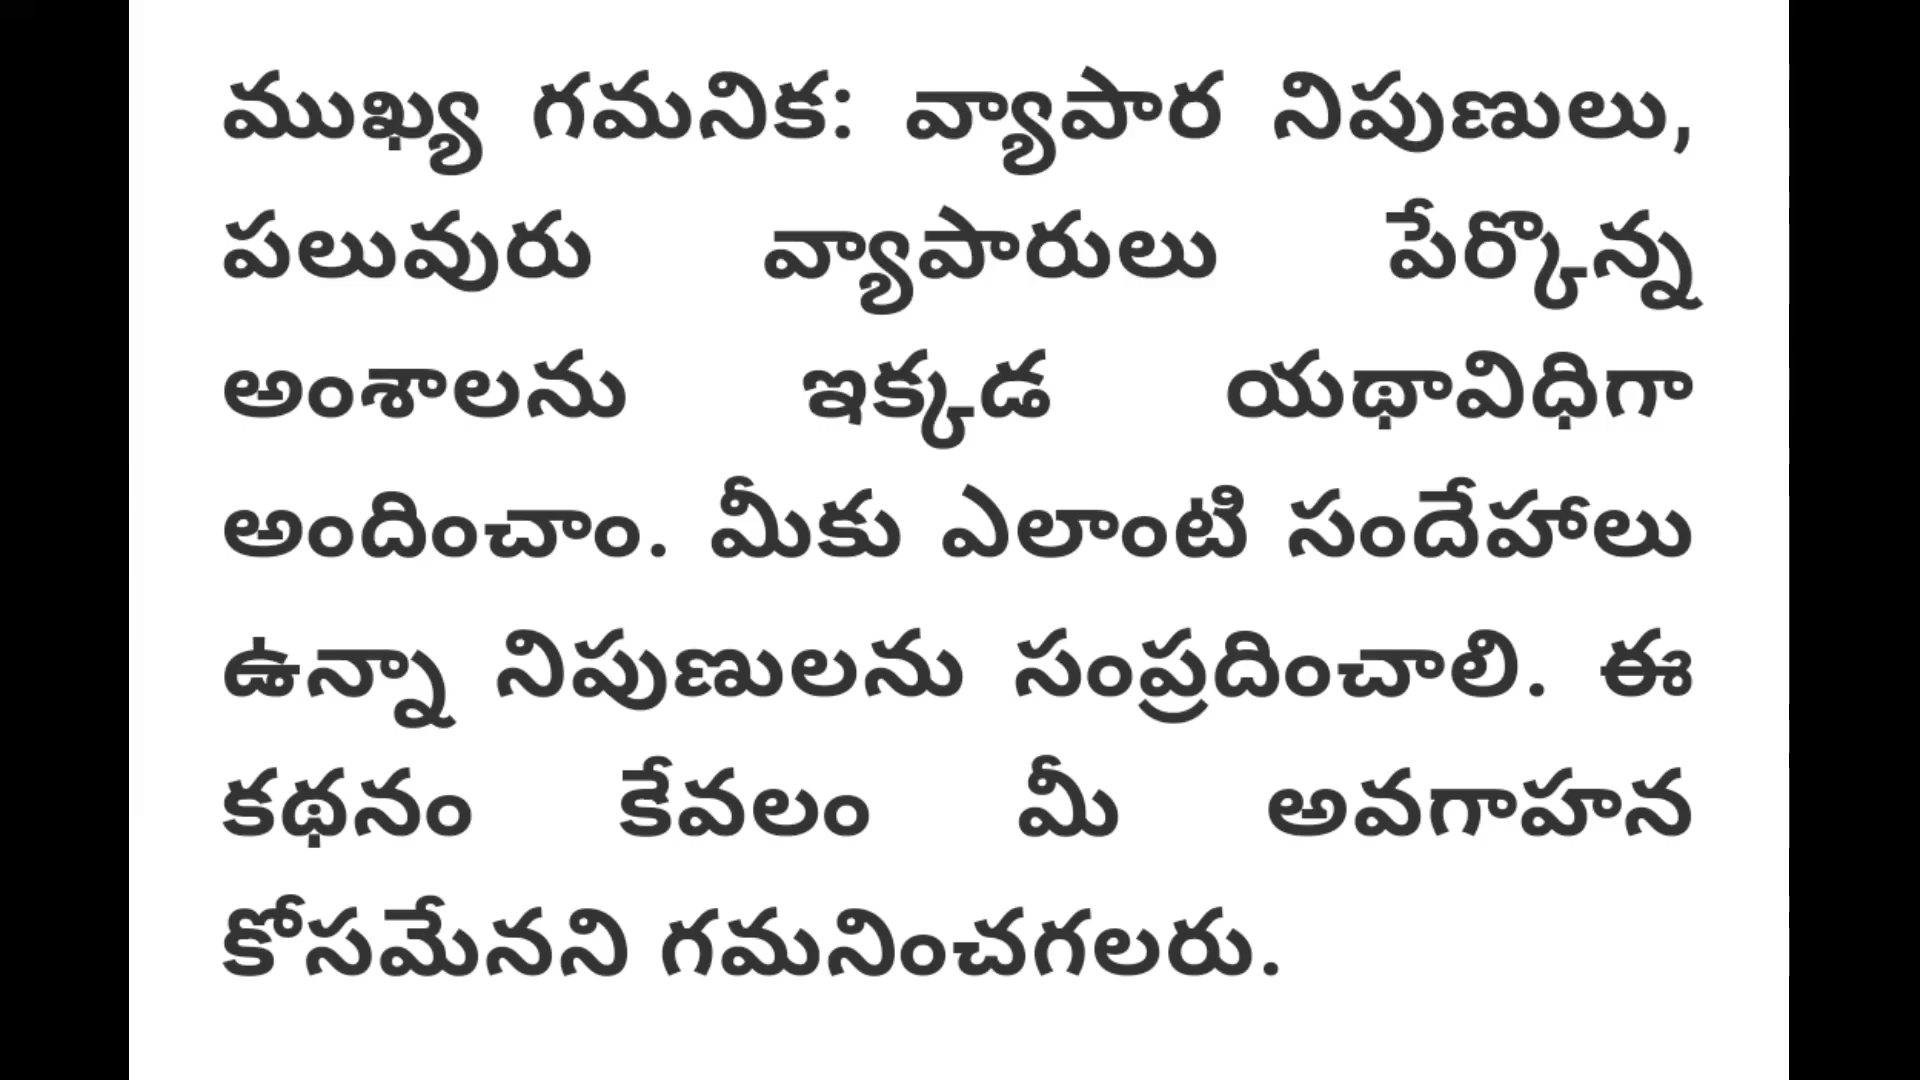 ముఖ్య గమనిక: వ్యాపార నిపుణులు,
పలువురు వ్యాపారులు పేర్కొన్న
అంశాలను ఇక్కడ యథావిధిగా
అందించాం. మీకు ఎలాంటి సందేహాలు
ఉన్నా నిపుణులను సంప్రదించాలి. ఈ
కథనం కేవలం మీ అవగాహన
కోసమేనని గమనించగలరు.